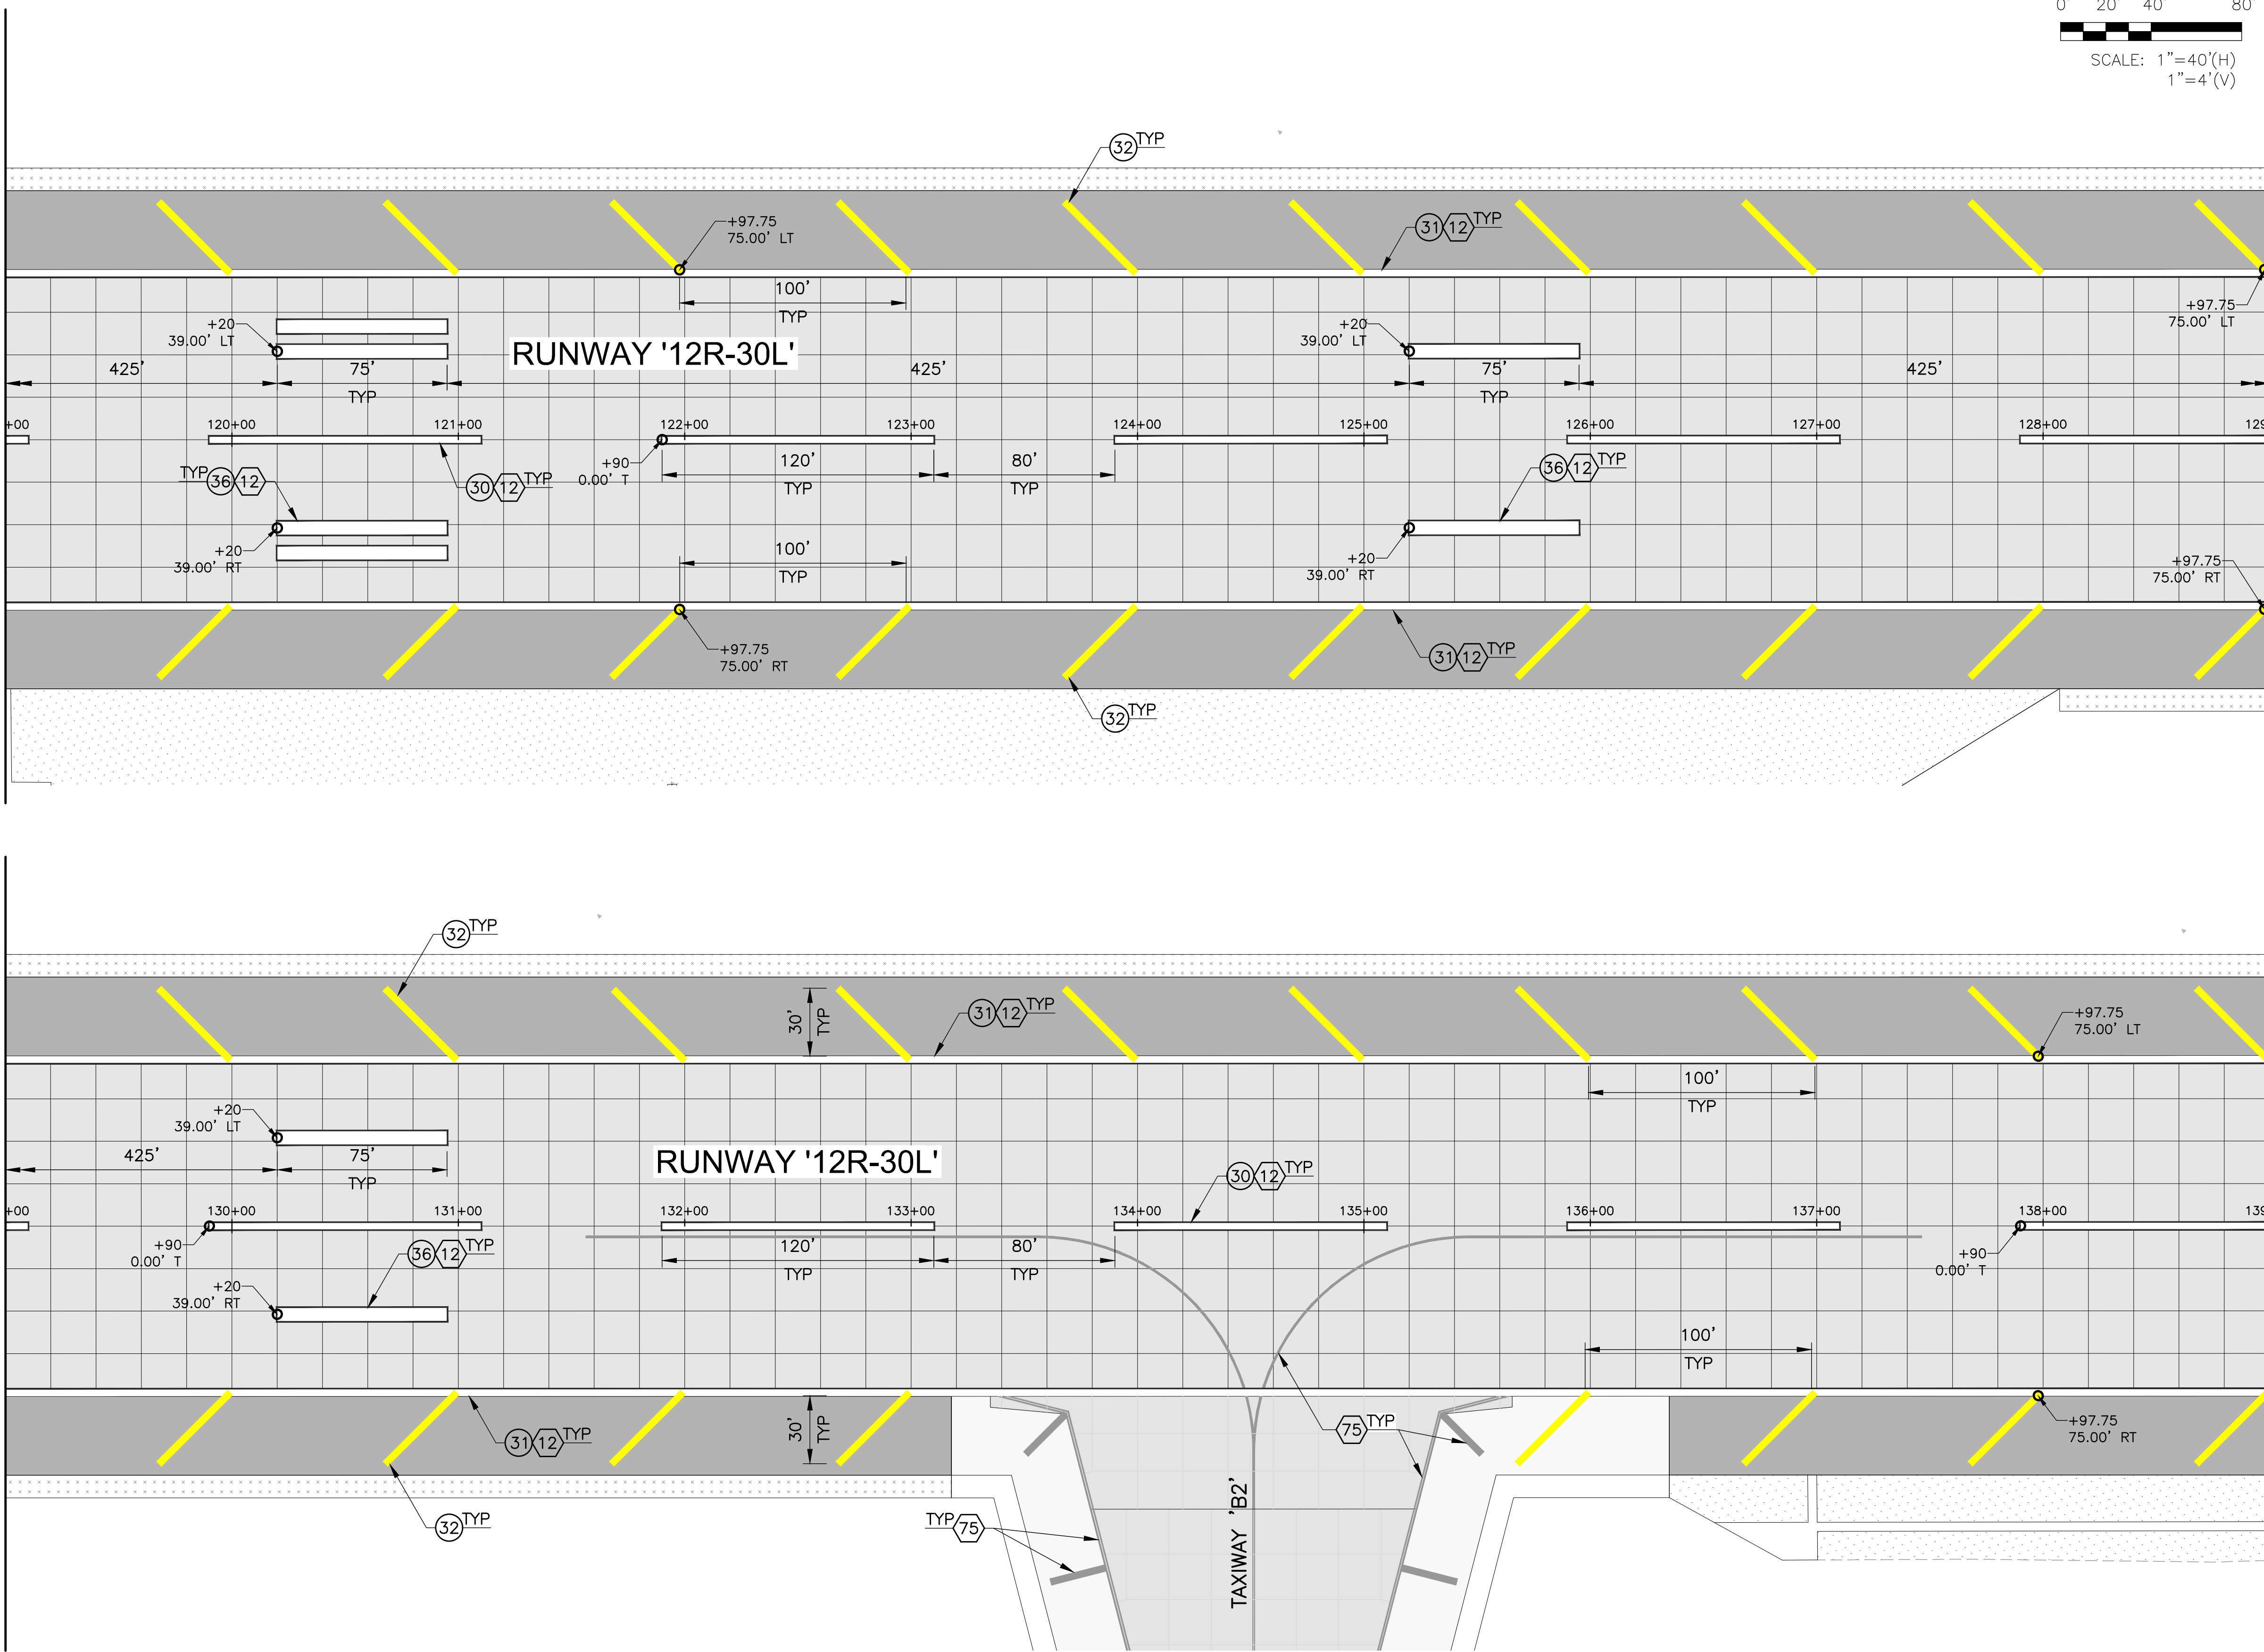 0 20' 40' 80'
SCALE: 1"=40'(H)
1"=4'(V)
32 TYP
31 12 TYP
+97.75
75.00' LT
100'
TYP
+97.75
75.00' LT
+20
39.00' LT
RUNWAY '12R-30L'
+20
39.00' LT
425'
75'
TYP
425'
75'
TYP
425'
+00
120+00
121+00
122+00
123+00
124+00
125+00
126+00
127+00
128+00
129
TYP 36 12
30 12 TYP
+90
0.00' T
120'
TYP
80'
TYP
36 12 TYP
+20
39.00' RT
100'
TYP
+20
39.00' RT
+97.75
75.00' RT
+97.75
75.00' RT
31 12 TYP
32 TYP
32 TYP
30'
TYP
31 12 TYP
+97.75
75.00' LT
100'
TYP
+20
39.00' LT
425'
75'
TYP
RUNWAY '12R-30L'
30 12 TYP
+00
130+00
131+00
132+00
133+00
134+00
135+00
136+00
137+00
138+00
139
+90
0.00' T
36 12 TYP
120'
TYP
80'
TYP
+90
0.00' T
+20
39.00' RT
100'
TYP
31 12 TYP
30'
TYP
75 TYP
+97.75
75.00' RT
32 TYP
TYP 75
TAXIWAY 'B2'